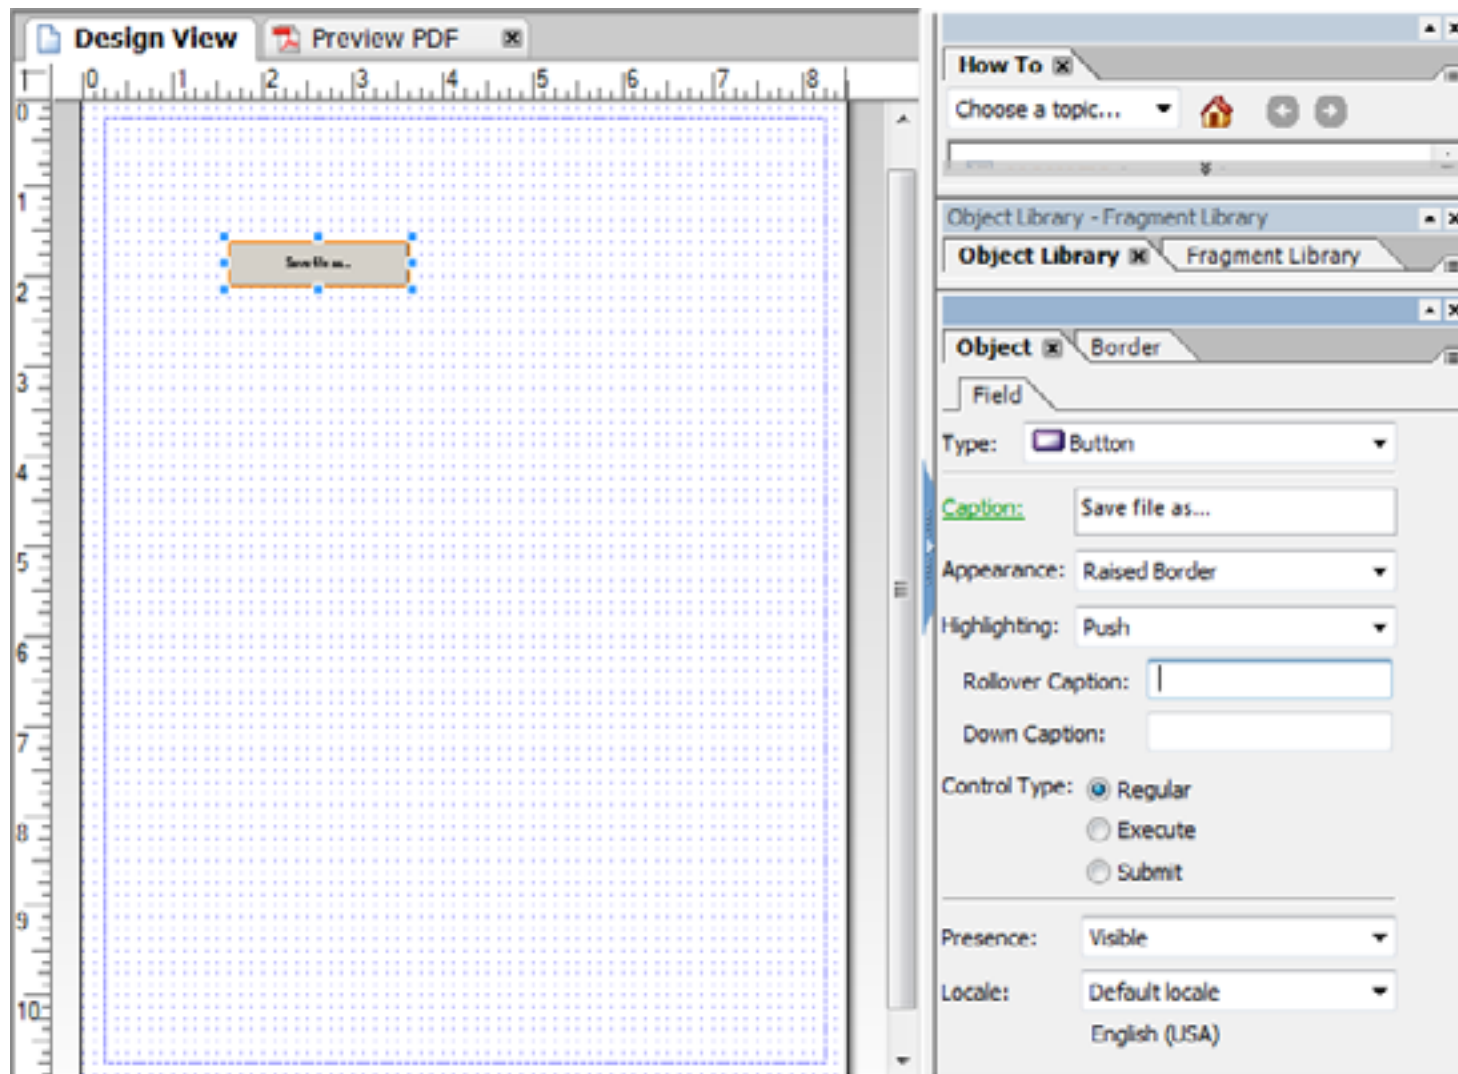 Design View
Preview PDF
0 1 2 3 4 5 6 7 8
0
1
2
3
4
5
6
7
8
9
10
Save file as...
How To
Choose a topic...
Object Library - Fragment Library
Object Library
Fragment Library
Object
Border
Field
Type: Button
Caption: Save file as...
Appearance: Raised Border
Highlighting: Push
Rollover Caption:
Down Caption:
Control Type: Regular
Execute
Submit
Presence: Visible
Locale: Default locale
English (USA)